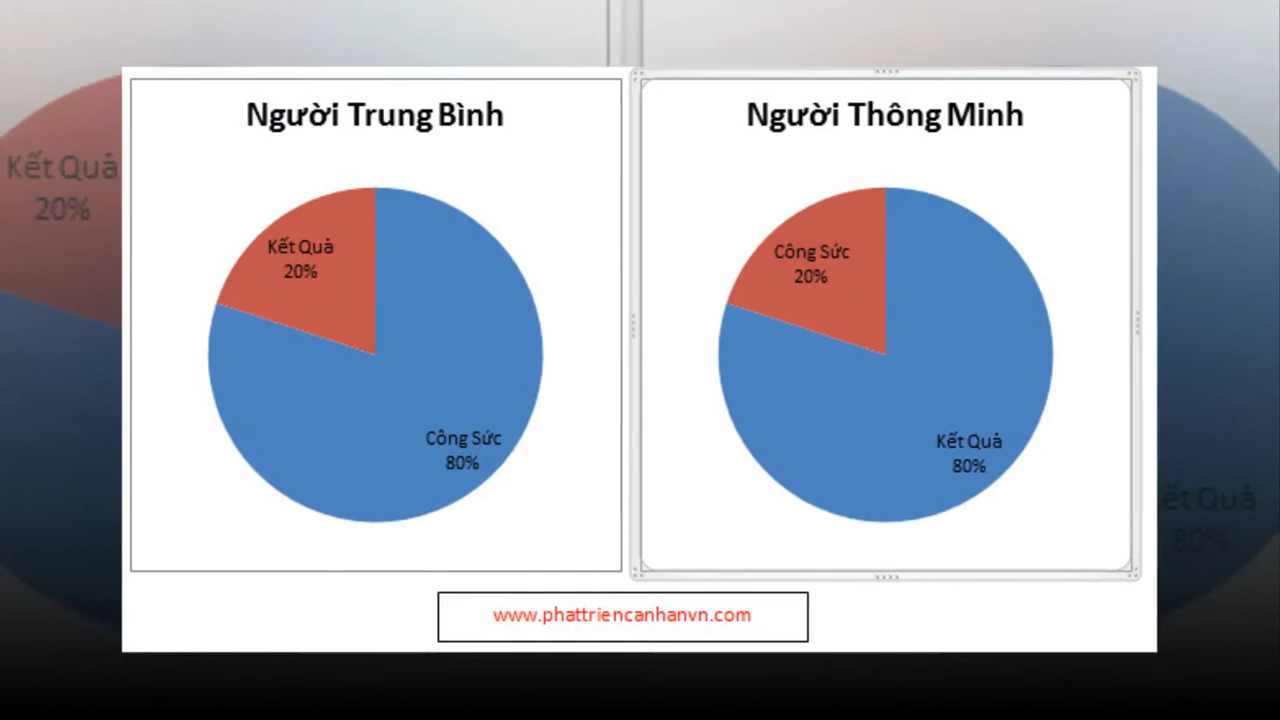 Người Trung Bình
Kết Quả
20%
Công Sức
80%
Người Thông Minh
Công Sức
20%
Kết Quả
80%
www.phattriencanhanvn.com
Kết Quả
20%
ết Quả
80%